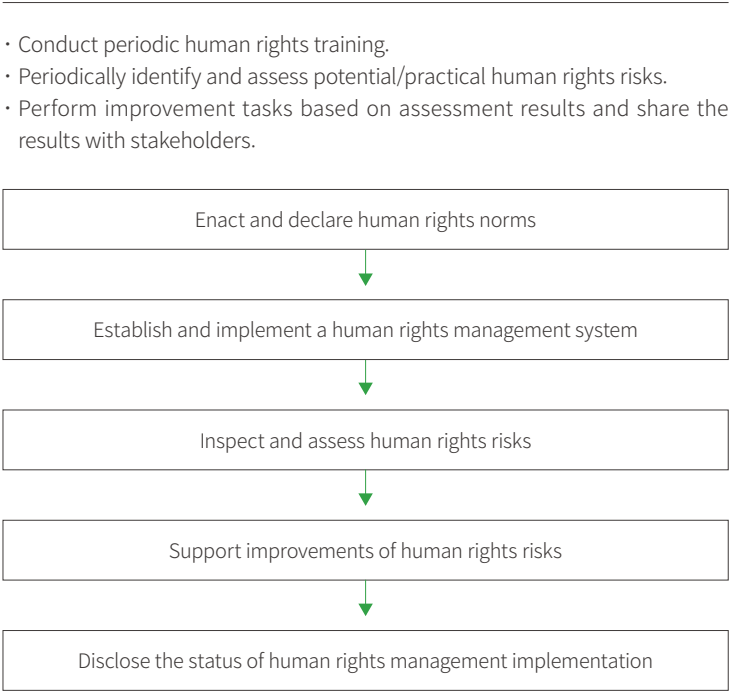 ・Conduct periodic human rights training.
・Periodically identify and assess potential/practical human rights risks.
・Perform improvement tasks based on assessment results and share the
results with stakeholders.
Enact and declare human rights norms
Establish and implement a human rights management system
Inspect and assess human rights risks
Support improvements of human rights risks
Disclose the status of human rights management implementation